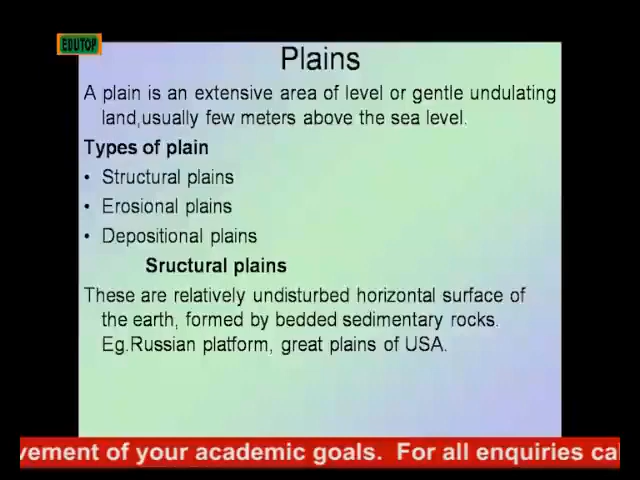 EDUTOP
Plains
A plain is an extensive area of level or gentle undulating
land,usually few meters above the sea level.
Types of plain
• Structural plains
• Erosional plains
• Depositional plains
Sructural plains
These are relatively undisturbed horizontal surface of
the earth, formed by bedded sedimentary rocks.
Eg.Russian platform, great plains of USA.
of your academic goals. For all enquiries